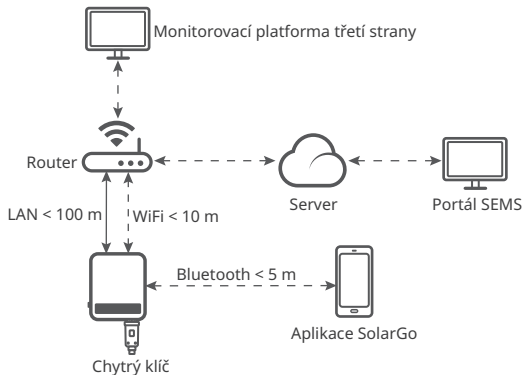 Monitorovací platforma třetí strany
Router
Server
Portál SEMS
LAN < 100 m
WiFi < 10 m
Bluetooth < 5 m
Aplikace SolarGo
Chytrý klíč